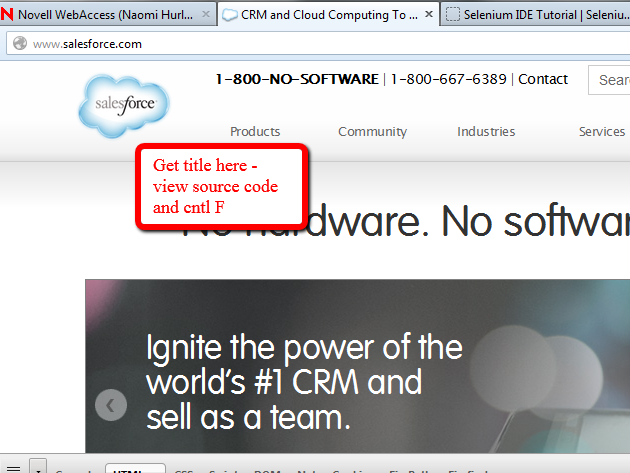 Novell WebAccess (Naomi Hurl... × CRM and Cloud Computing To ... × Selenium IDE Tutorial | Seleniu...
www.salesforce.com
1-800-NO-SOFTWARE | 1-800-667-6389 | Contact
Sear
salesforce
Products Community Industries Services
Get title here -
view source code
and cntl F
No hardware. No softwar
Ignite the power of the
world's #1 CRM and
sell as a team.